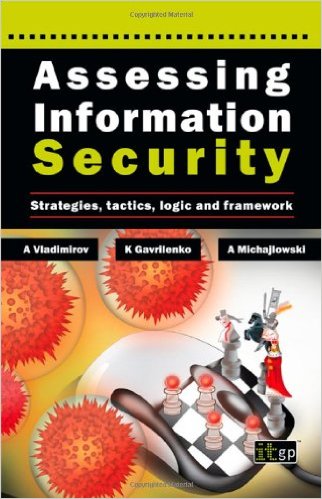 Assessing
Information
Security
Strategies, tactics, logic and framework
A Vladimirov K Gavrilenko A Michajlowski
itgp